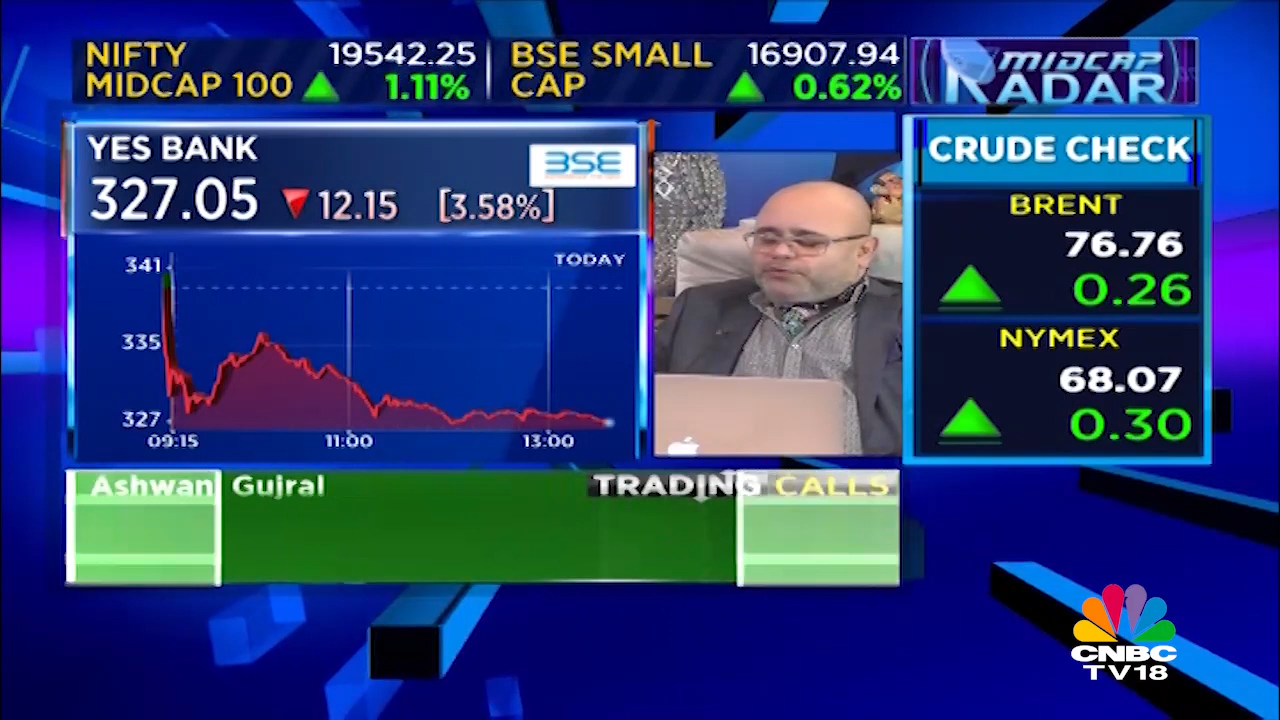 NIFTY
MIDCAP 100
19542.25
1.11%
BSE SMALL
CAP
16907.94
0.62%
MIDCAP
RADAR
YES BANK
327.05
12.15
[3.58%]
BSE
TODAY
341
335
327
09:15
11:00
13:00
CRUDE CHECK
BRENT
76.76
0.26
NYMEX
68.07
0.30
Ashwan Gujral
TRADING CALLS
CNBC
TV18